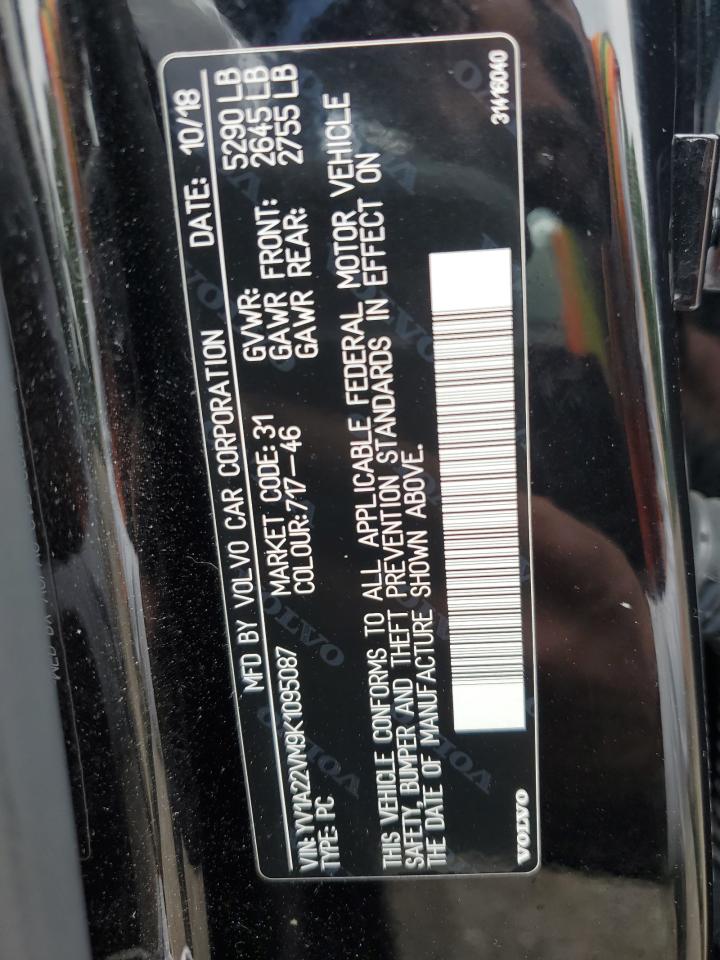 MFD BY VOLVO CAR CORPORATION DATE: 10/18
VIN: YV1A22VM9K1095087 MARKET CODE: 31 GVWR: 5290 LB
TYPE: PC COLOUR: 717-46 GAWR FRONT: 2645 LB
GAWR REAR: 2755 LB
THIS VEHICLE CONFORMS TO ALL APPLICABLE FEDERAL MOTOR VEHICLE
SAFETY, BUMPER AND THEFT PREVENTION STANDARDS IN EFFECT ON
THE DATE OF MANUFACTURE SHOWN ABOVE.
VOLVO 31416040